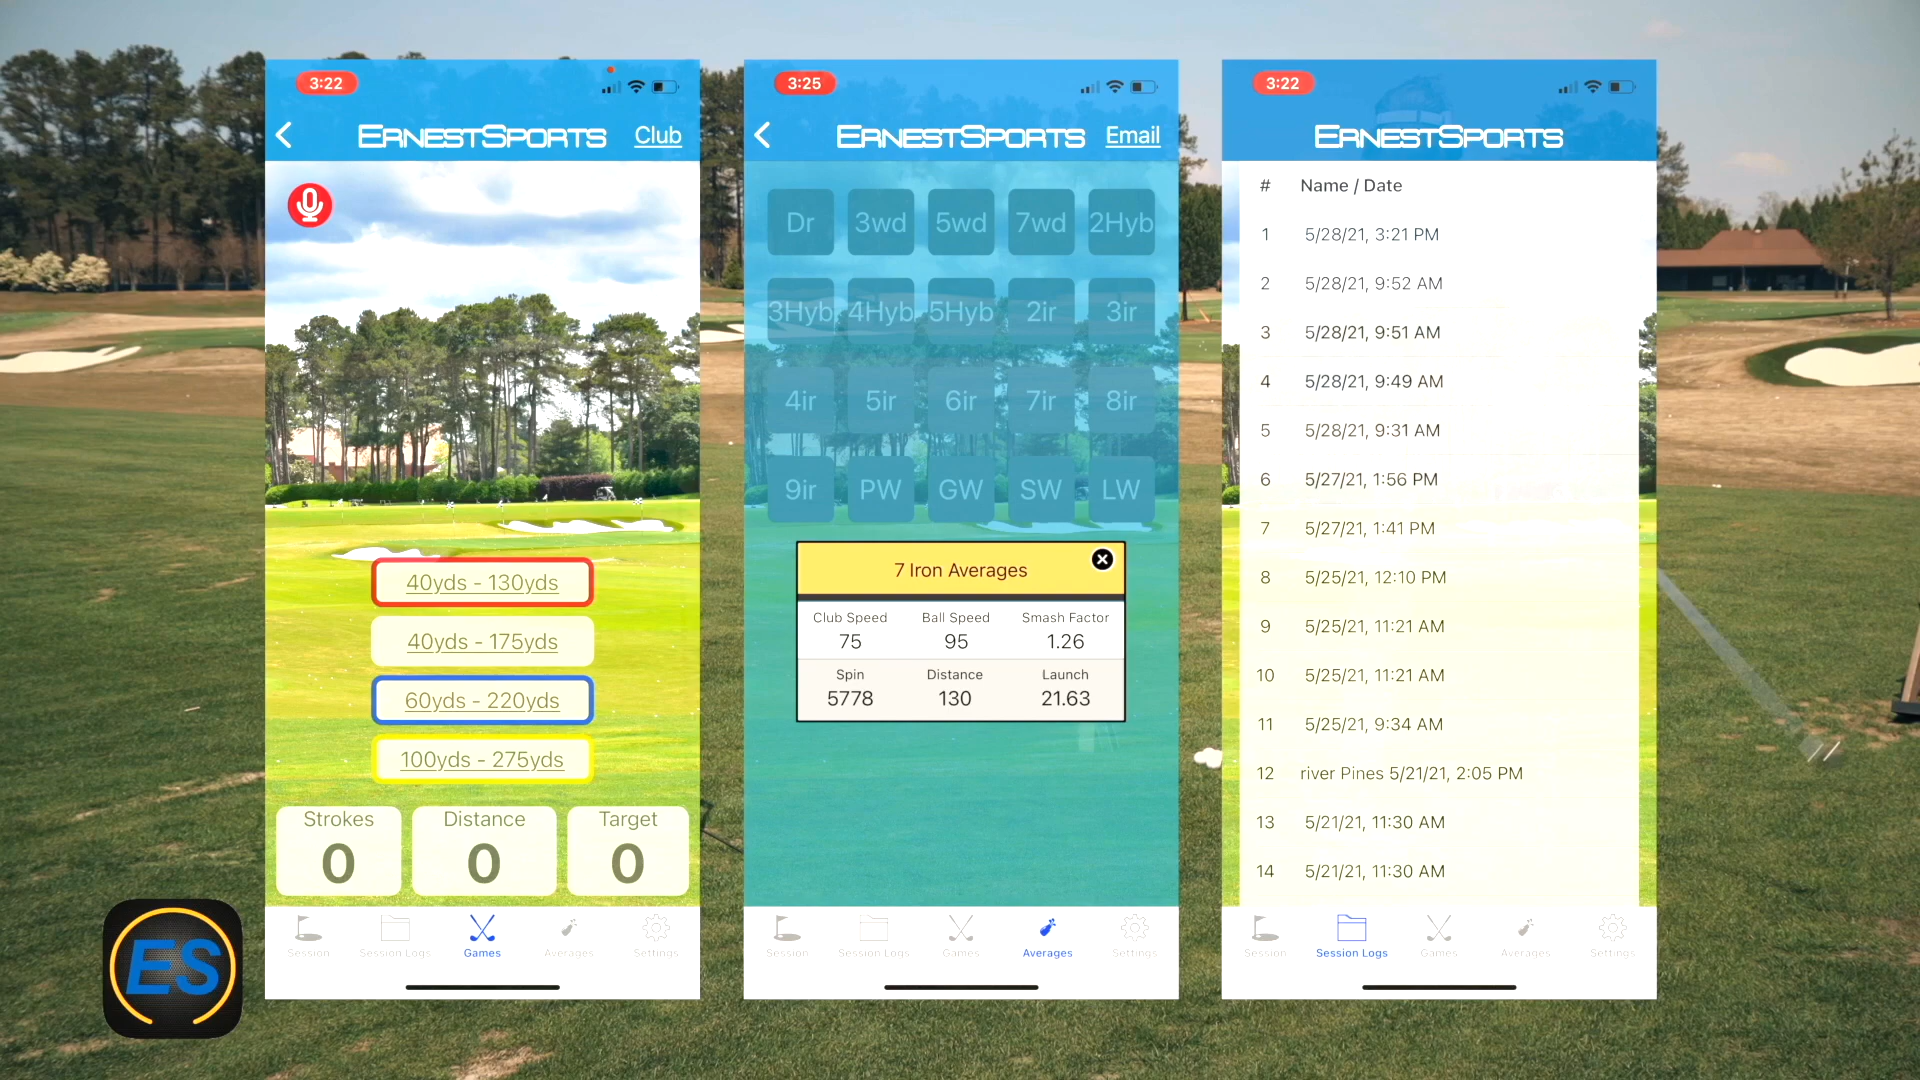 3:22
ERNESTSPORTS Club
40yds - 130yds
40yds - 175yds
60yds - 220yds
100yds - 275yds
Strokes Distance Target
0 0 0
Session Session Logs Games Averages Settings
3:25
ERNESTSPORTS Email
Dr 3wd 5wd 7wd 2Hyb
3Hyb 4Hyb 5Hyb 2ir 3ir
4ir 5ir 6ir 7ir 8ir
9ir PW GW SW LW
7 Iron Averages
Club Speed Ball Speed Smash Factor
75 95 1.26
Spin Distance Launch
5778 130 21.63
Session Session Logs Games Averages Settings
3:22
ERNESTSPORTS
# Name / Date
1 5/28/21, 3:21 PM
2 5/28/21, 9:52 AM
3 5/28/21, 9:51 AM
4 5/28/21, 9:49 AM
5 5/28/21, 9:31 AM
6 5/27/21, 1:56 PM
7 5/27/21, 1:41 PM
8 5/25/21, 12:10 PM
9 5/25/21, 11:21 AM
10 5/25/21, 11:21 AM
11 5/25/21, 9:34 AM
12 river Pines 5/21/21, 2:05 PM
13 5/21/21, 11:30 AM
14 5/21/21, 11:30 AM
Session Session Logs Games Averages Settings
ES